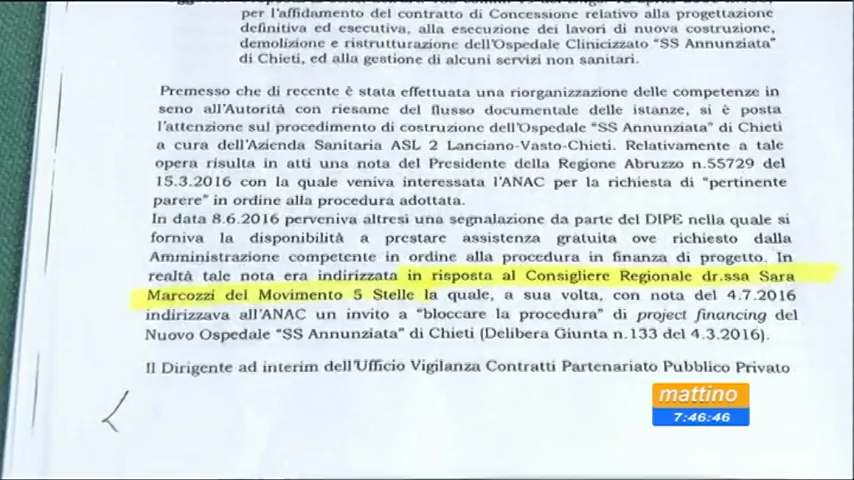 per l'affidamento del contratto di Concessione relativo alla progettazione
definitiva ed esecutiva, alla esecuzione dei lavori di nuova costruzione,
demolizione e ristrutturazione dell'Ospedale Clinicizzato "SS Annunziata"
di Chieti, ed alla gestione di alcuni servizi non sanitari.
Premesso che di recente è stata effettuata una riorganizzazione delle competenze in
seno all'Autorità con riesame del flusso documentale delle istanze, si è posta
l'attenzione sul procedimento di costruzione dell'Ospedale "SS Annunziata" di Chieti
a cura dell'Azienda Sanitaria ASL 2 Lanciano-Vasto-Chieti. Relativamente a tale
opera risulta in atti una nota del Presidente della Regione Abruzzo n.55729 del
15.3.2016 con la quale veniva interessata l'ANAC per la richiesta di "pertinente
parere" in ordine alla procedura adottata.
In data 8.6.2016 perveniva altresì una segnalazione da parte del DIPE nella quale si
forniva la disponibilità a prestare assistenza gratuita ove richiesto dalla
Amministrazione competente in ordine alla procedura in finanza di progetto. In
realtà tale nota era indirizzata in risposta al Consigliere Regionale dr.ssa Sara
Marcozzi del Movimento 5 Stelle la quale, a sua volta, con nota del 4.7.2016
indirizzava all'ANAC un invito a "bloccare la procedura" di project financing del
Nuovo Ospedale "SS Annunziata" di Chieti (Delibera Giunta n.133 del 4.3.2016).
Il Dirigente ad interim dell'Ufficio Vigilanza Contratti Partenariato Pubblico Privato
mattino
7:46:46